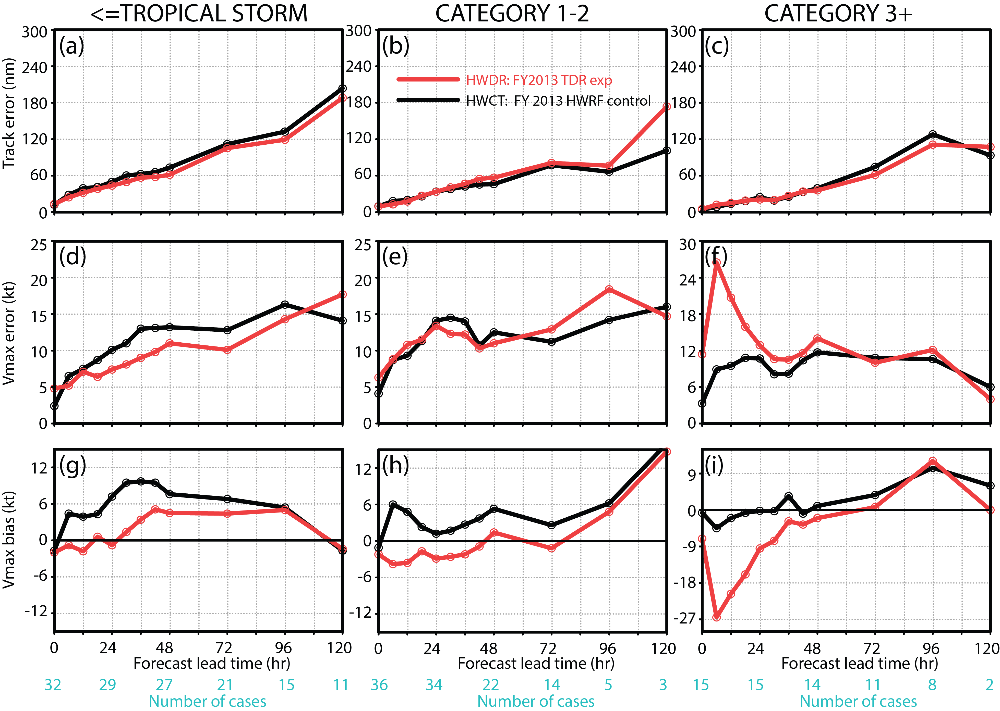 <=TROPICAL STORM
CATEGORY 1-2
CATEGORY 3+
(a)
300
240
180
120
60
0
Track error (nm)
(b)
300
240
180
120
60
0
HWDR: FY2013 TDR exp
HWCT: FY 2013 HWRF control
(c)
300
240
180
120
60
0
(d)
25
20
15
10
5
0
Vmax error (kt)
(e)
25
20
15
10
5
0
(f)
30
24
18
12
6
0
(g)
12
6
0
-6
-12
Vmax bias (kt)
(h)
12
6
0
-6
-12
(i)
9
0
-9
-18
-27
0 24 48 72 96 120
Forecast lead time (hr)
32 29 27 21 15 11
Number of cases
0 24 48 72 96 120
Forecast lead time (hr)
36 34 22 14 5 3
Number of cases
0 24 48 72 96 120
Forecast lead time (hr)
15 15 14 11 8 2
Number of cases